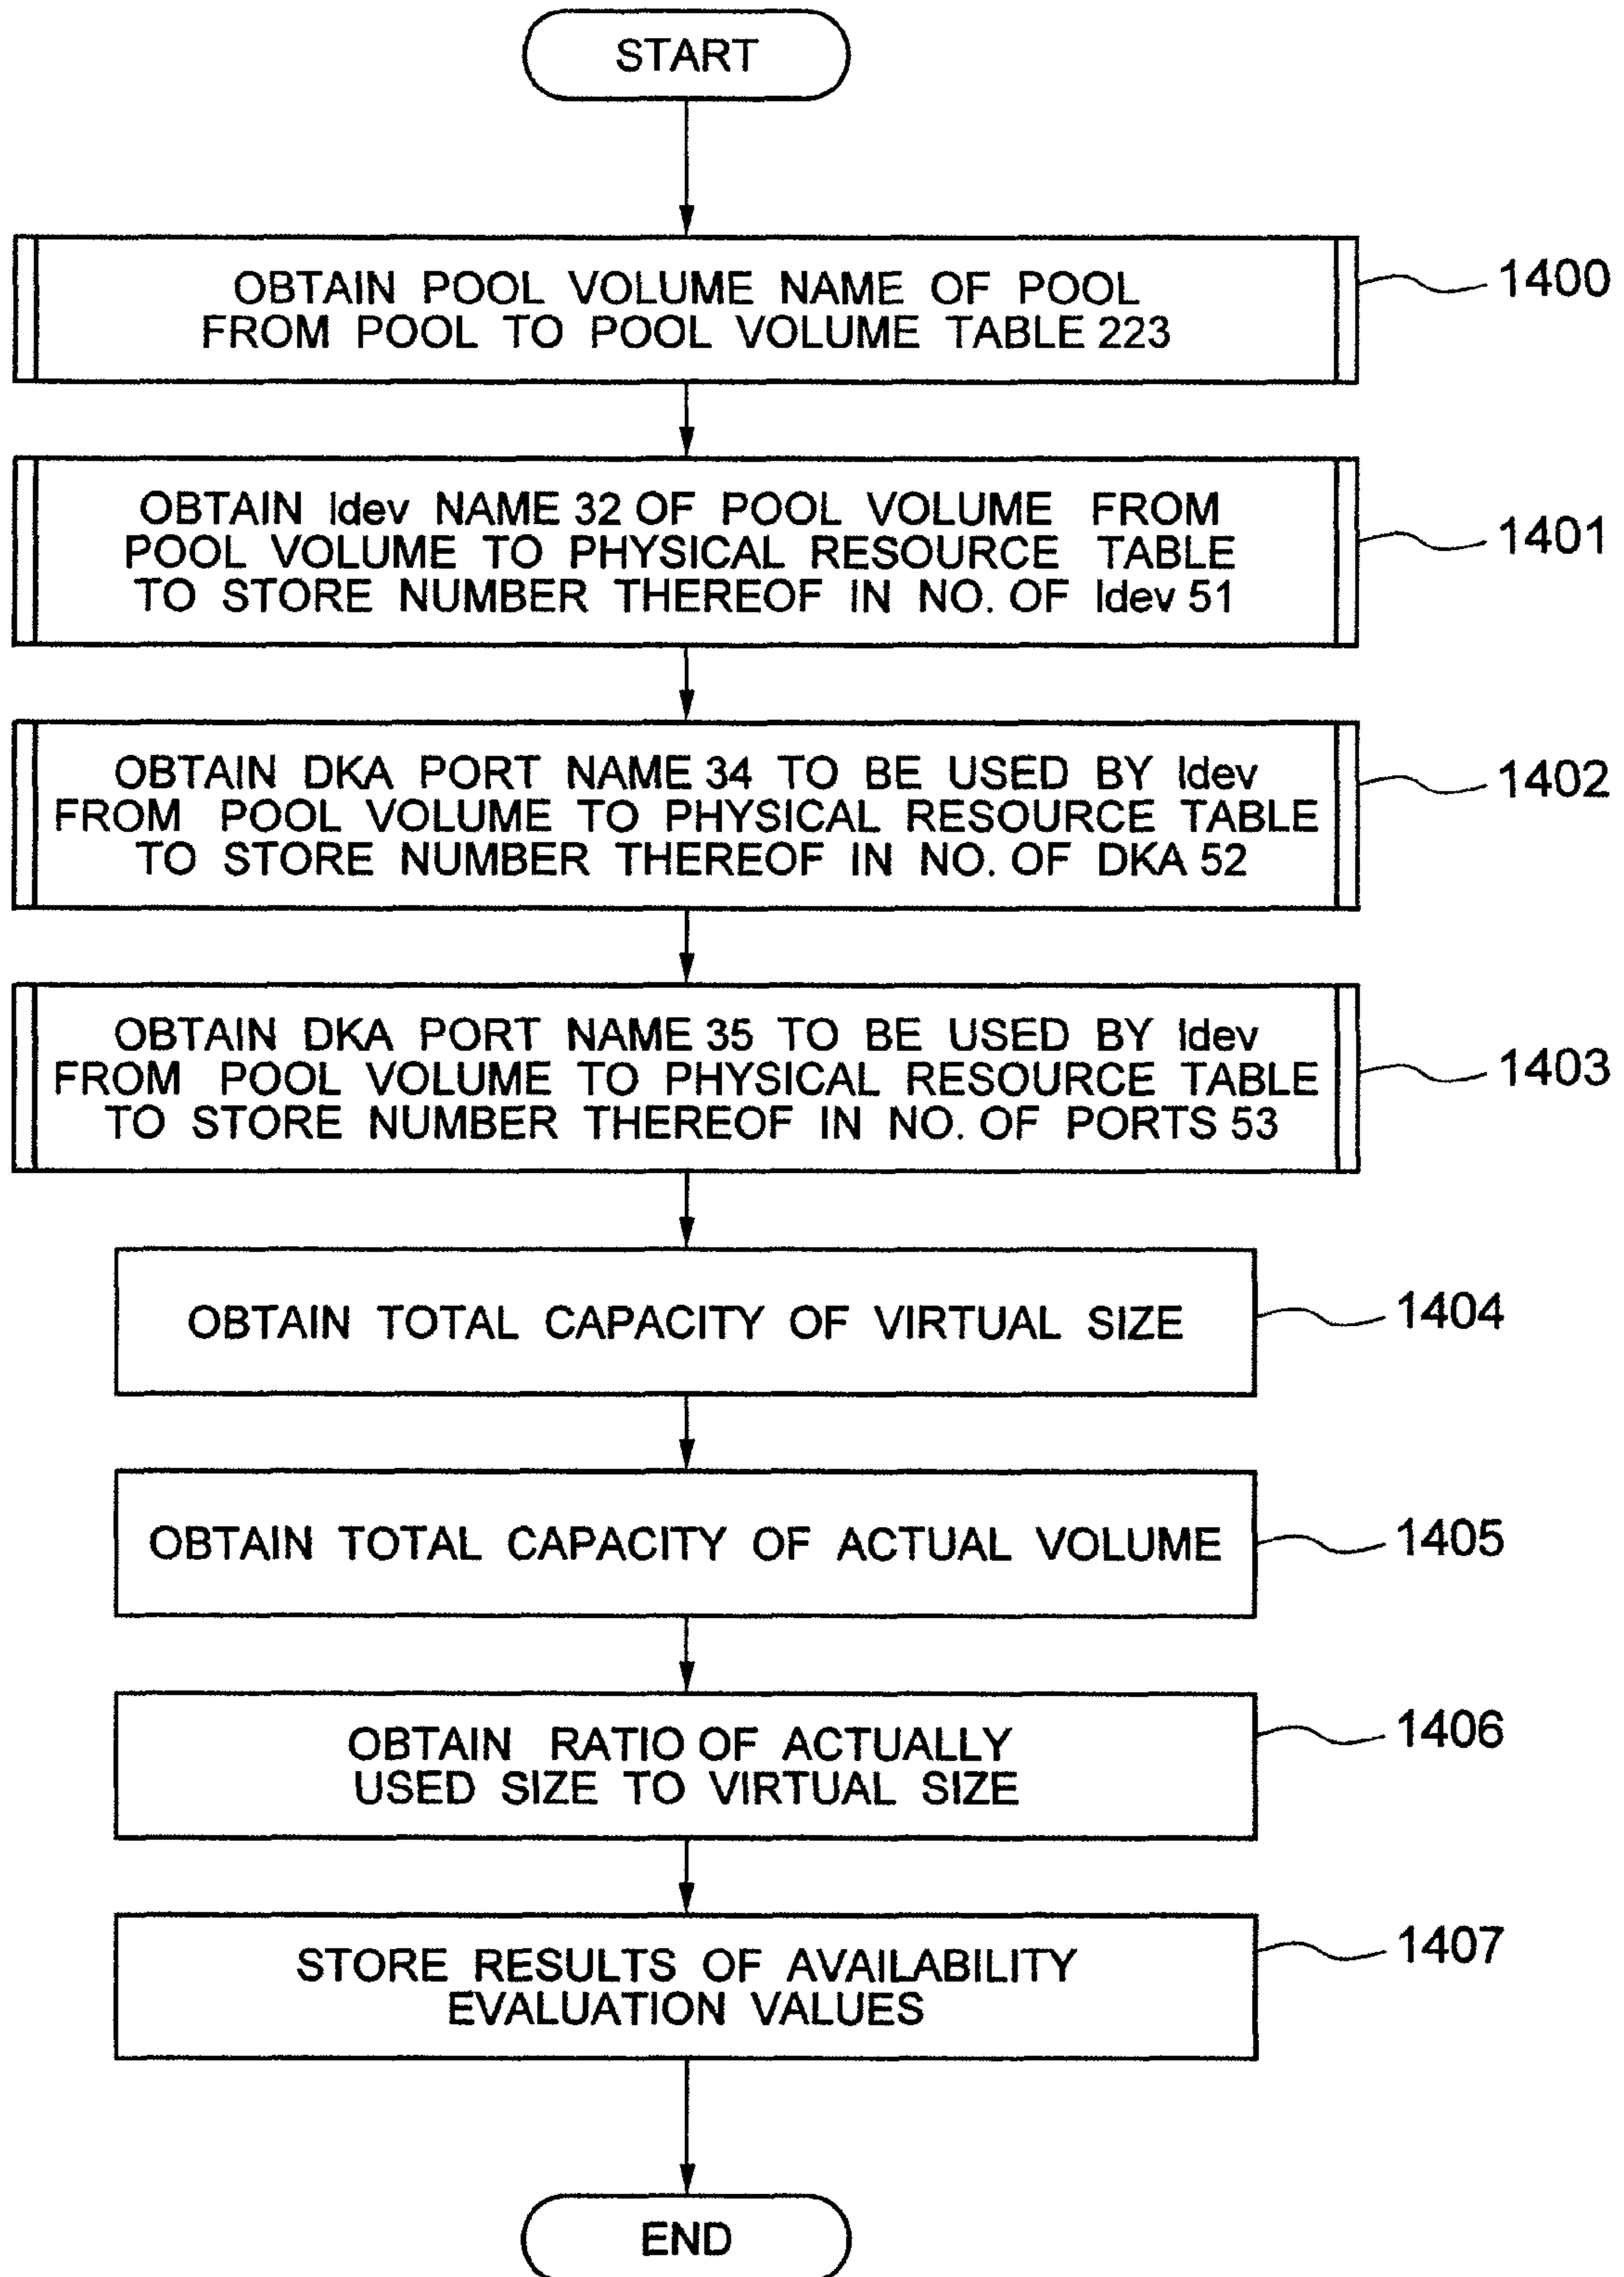 START
OBTAIN POOL VOLUME NAME OF POOL
FROM POOL TO POOL VOLUME TABLE 223
1400
OBTAIN ldev NAME 32 OF POOL VOLUME FROM
POOL VOLUME TO PHYSICAL RESOURCE TABLE
TO STORE NUMBER THEREOF IN NO. OF ldev 51
1401
OBTAIN DKA PORT NAME 34 TO BE USED BY ldev
FROM POOL VOLUME TO PHYSICAL RESOURCE TABLE
TO STORE NUMBER THEREOF IN NO. OF DKA 52
1402
OBTAIN DKA PORT NAME 35 TO BE USED BY ldev
FROM POOL VOLUME TO PHYSICAL RESOURCE TABLE
TO STORE NUMBER THEREOF IN NO. OF PORTS 53
1403
OBTAIN TOTAL CAPACITY OF VIRTUAL SIZE
1404
OBTAIN TOTAL CAPACITY OF ACTUAL VOLUME
1405
OBTAIN RATIO OF ACTUALLY
USED SIZE TO VIRTUAL SIZE
1406
STORE RESULTS OF AVAILABILITY
EVALUATION VALUES
1407
END